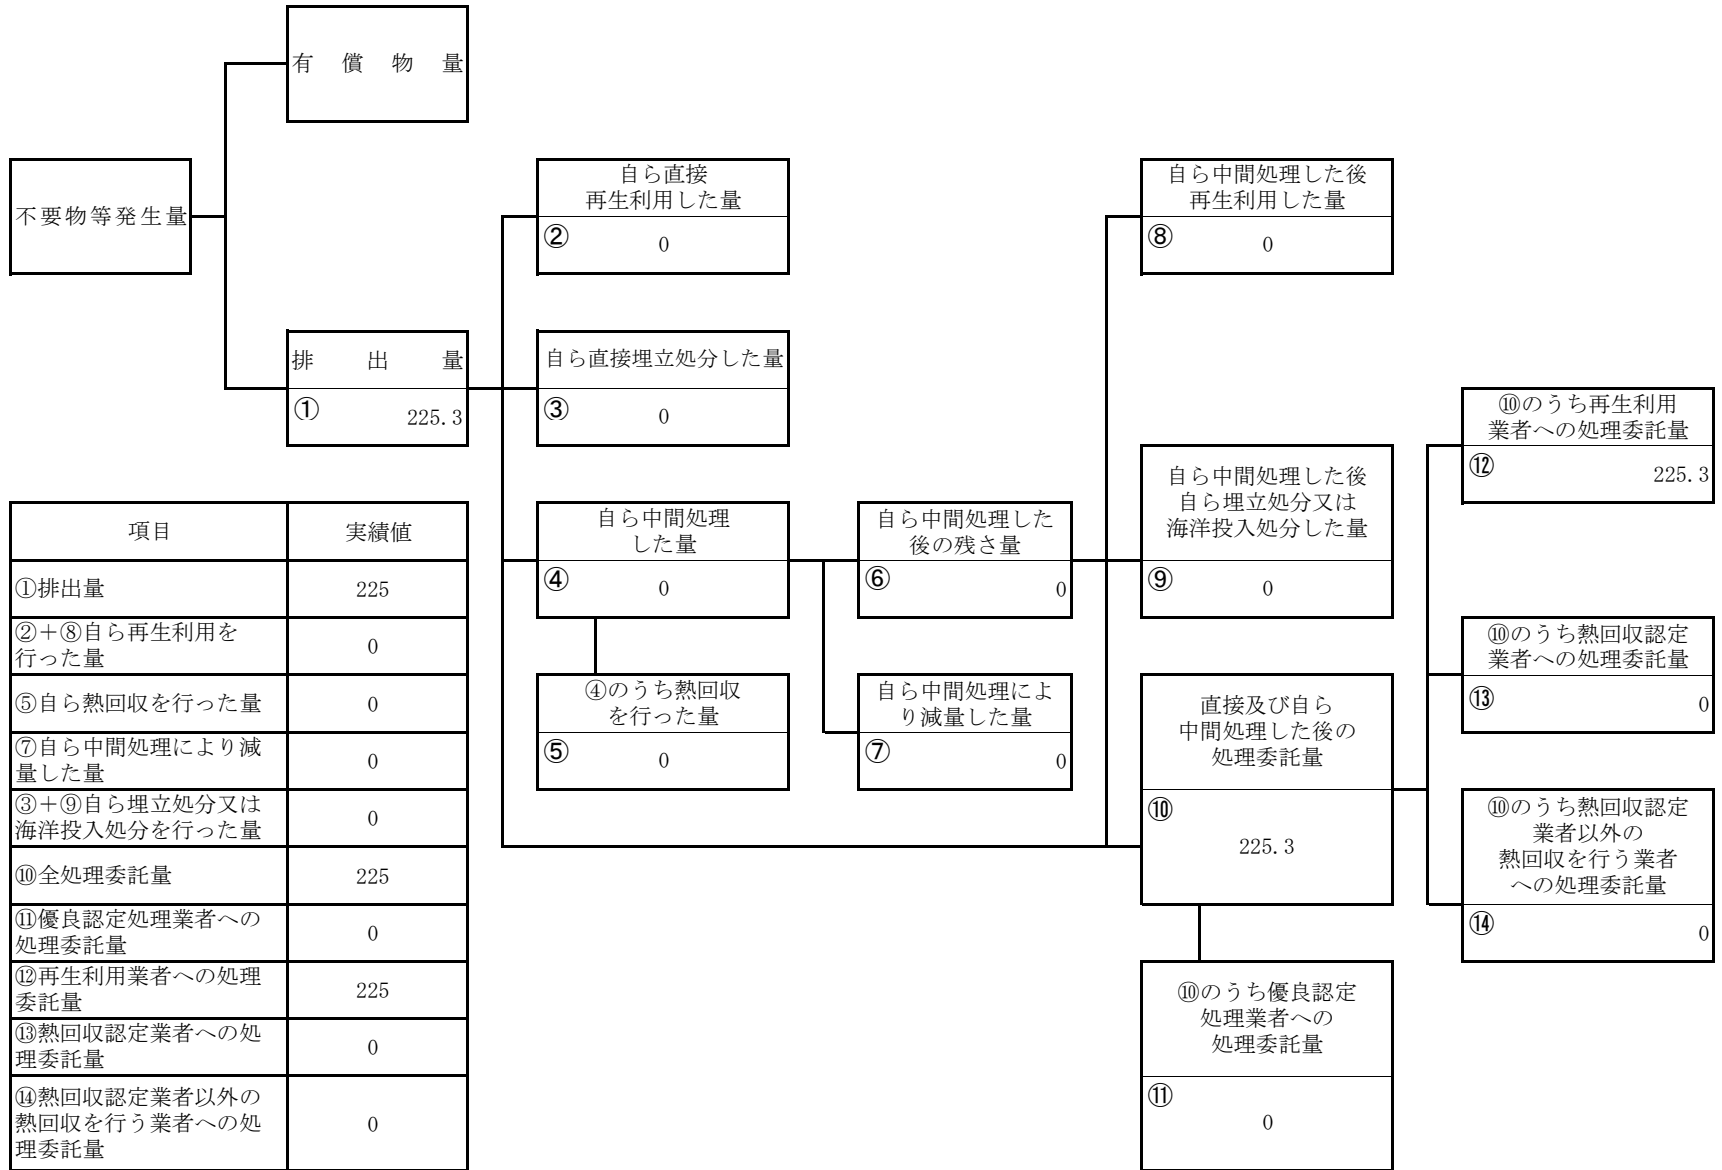 有償物量
不要物等発生量
排出量
① 225.3
自ら直接
再生利用した量
② 0
自ら直接埋立処分した量
③ 0
自ら中間処理
した量
④ 0
④のうち熱回収
を行った量
⑤ 0
自ら中間処理した
後の残さ量
⑥ 0
自ら中間処理によ
り減量した量
⑦ 0
自ら中間処理した後
再生利用した量
⑧ 0
自ら中間処理した後
自ら埋立処分又は
海洋投入処分した量
⑨ 0
直接及び自ら
中間処理した後の
処理委託量
⑩
225.3
⑩のうち優良認定
処理業者への
処理委託量
⑪
0
⑩のうち再生利用
業者への処理委託量
⑫ 225.3
⑩のうち熱回収認定
業者への処理委託量
⑬ 0
⑩のうち熱回収認定
業者以外の
熱回収を行う業者
への処理委託量
⑭ 0
項目 実績値
①排出量 225
②+⑧自ら再生利用を
行った量 0
⑤自ら熱回収を行った量 0
⑦自ら中間処理により減
量した量 0
③+⑨自ら埋立処分又は
海洋投入処分を行った量 0
⑩全処理委託量 225
⑪優良認定処理業者への
処理委託量 0
⑫再生利用業者への処理
委託量 225
⑬熱回収認定業者への処
理委託量 0
⑭熱回収認定業者以外の
熱回収を行う業者への処 0
理委託量